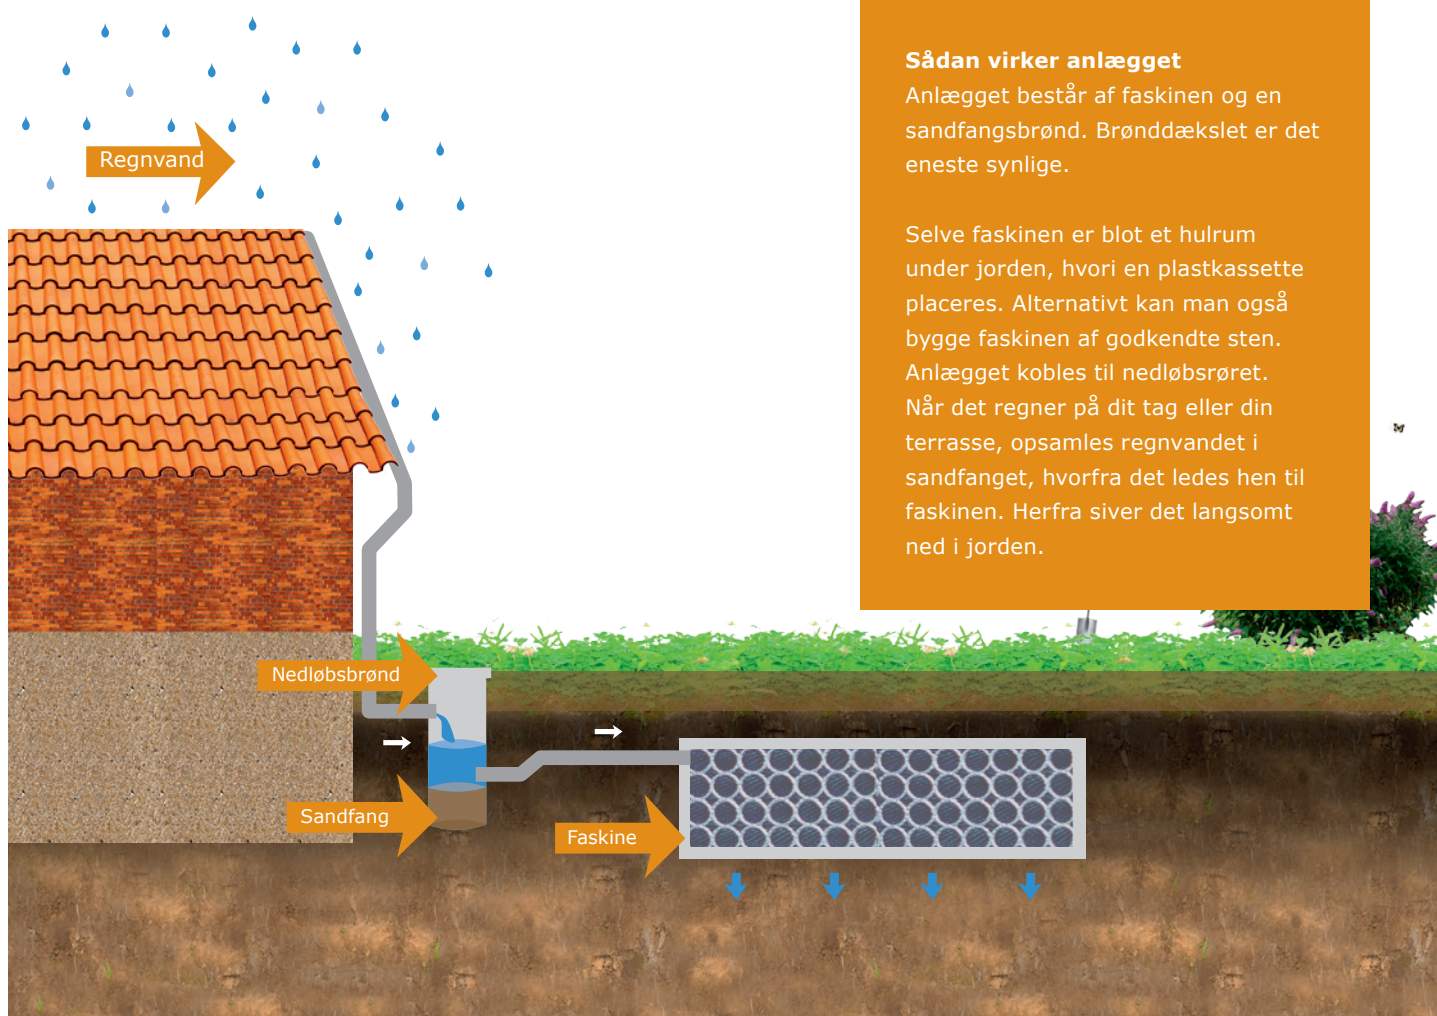 Sådan virker anlægget
Anlægget består af faskinen og en
sandfangsbrønd. Brønddækslet er det
eneste synlige.
Selve faskinen er blot et hulrum
under jorden, hvori en plastkassette
placeres. Alternativt kan man også
bygge faskinen af godkendte sten.
Anlægget kobles til nedløbsrøret.
Når det regner på dit tag eller din
terrasse, opsamles regnvandet i
sandfanget, hvorfra det ledes hen til
faskinen. Herfra siver det langsomt
ned i jorden.
Regnvand
Nedløbsbrønd
Sandfang
Faskine